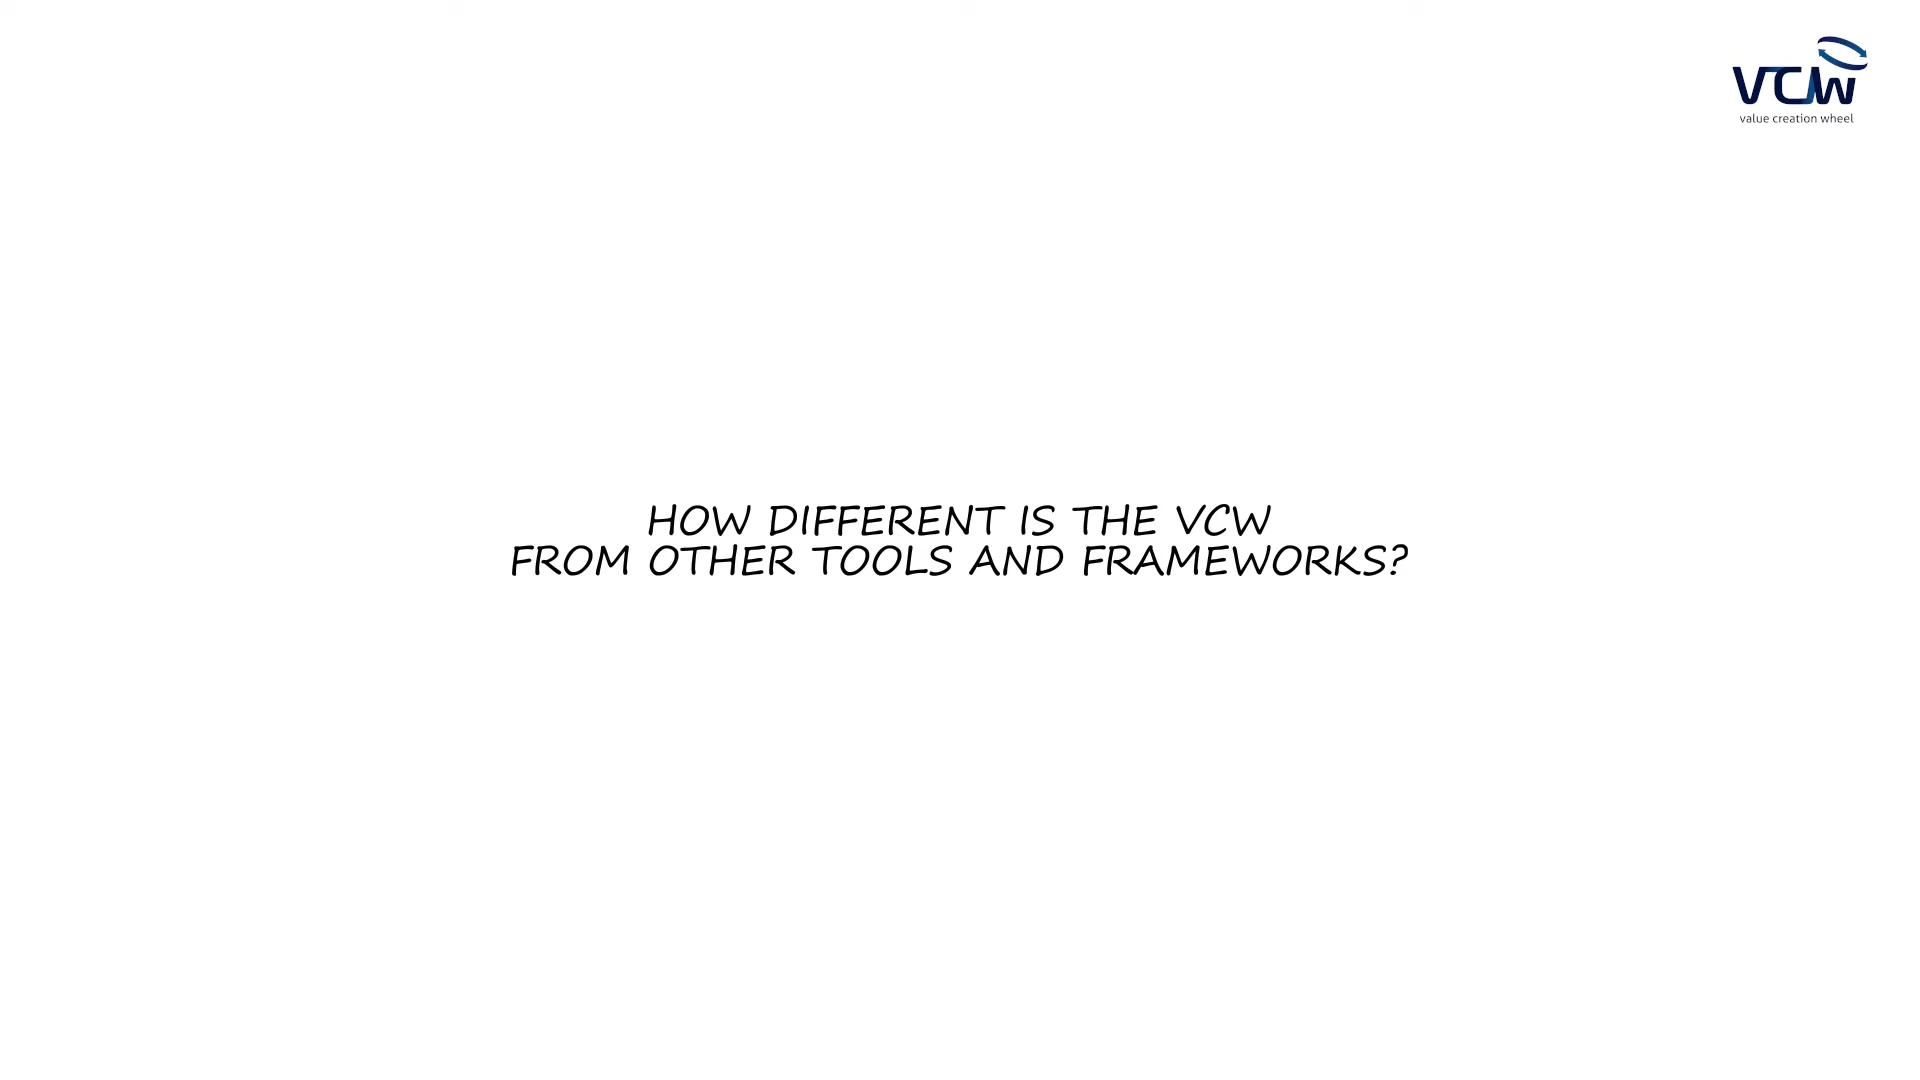 VCW
value creation wheel
HOW DIFFERENT IS THE VCW
FROM OTHER TOOLS AND FRAMEWORKS?